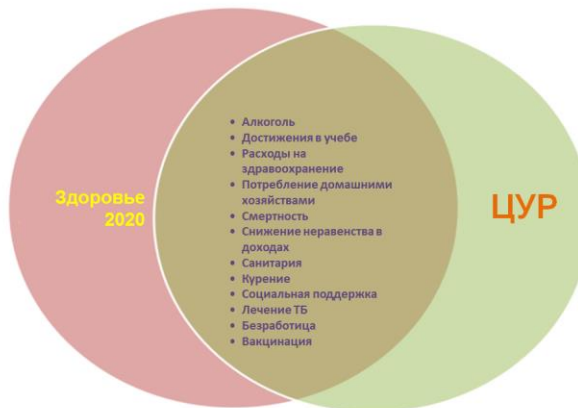 Здоровье
2020
• Алкоголь
• Достижения в учебе
• Расходы на
здравоохранение
• Потребление домашними
хозяйствами
• Смертность
• Снижение неравенства в
доходах
• Санитария
• Курение
• Социальная поддержка
• Лечение ТБ
• Безработица
• Вакцинация
ЦУР